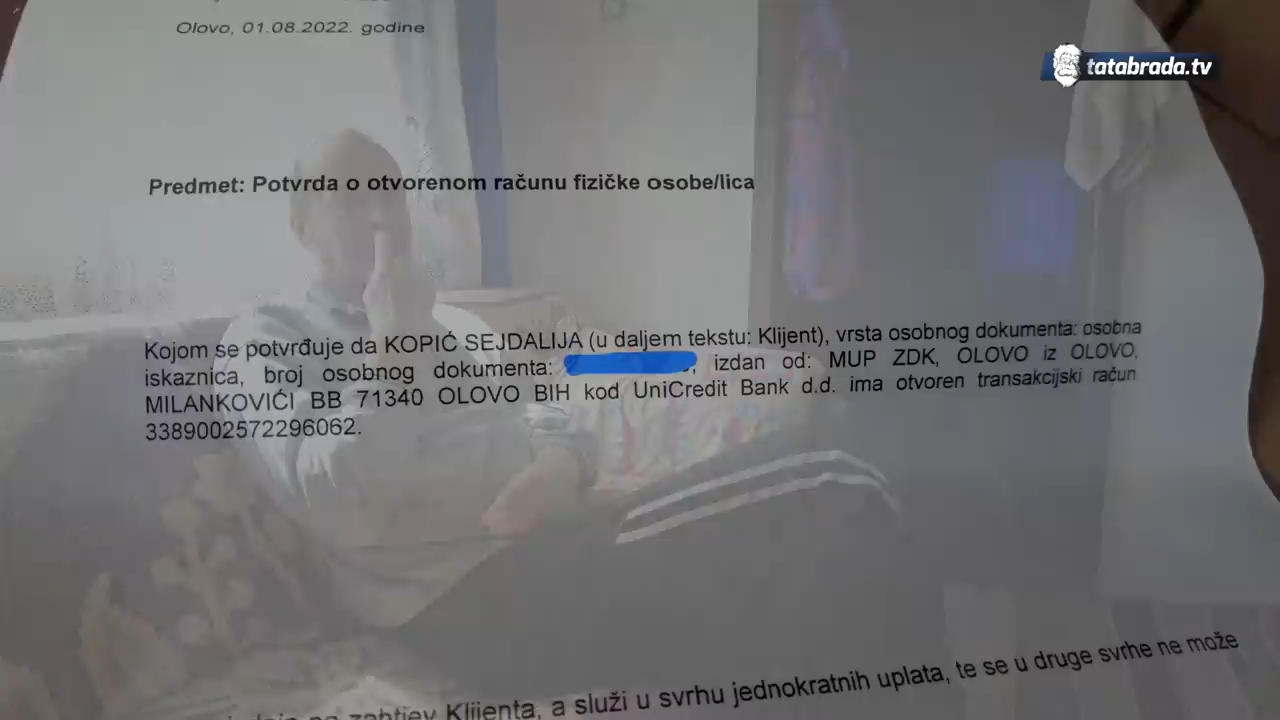 Olovo, 01.08.2022. godine
tatabrada.tv
Predmet: Potvrda o otvorenom računu fizičke osobe/lica
Kojom se potvrđuje da KOPIĆ SEJDALIJA (u daljem tekstu: Klijent), vrsta osobnog dokumenta: osobna
iskaznica, broj osobnog dokumenta: , izdan od: MUP ZDK, OLOVO iz OLOVO,
MILANKOVIĆI BB 71340 OLOVO BIH kod UniCredit Bank d.d. ima otvoren transakcijski račun
3389002572296062.
zahtjev Klijenta, a služi u svrhu jednokratnih uplata, te se u druge svrhe ne može